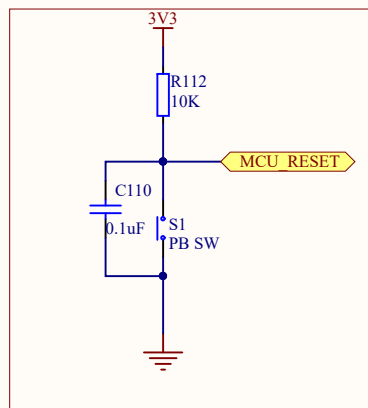 3V3
R112
10K
MCU_RESET
C110
0.1uF
S1
PB SW